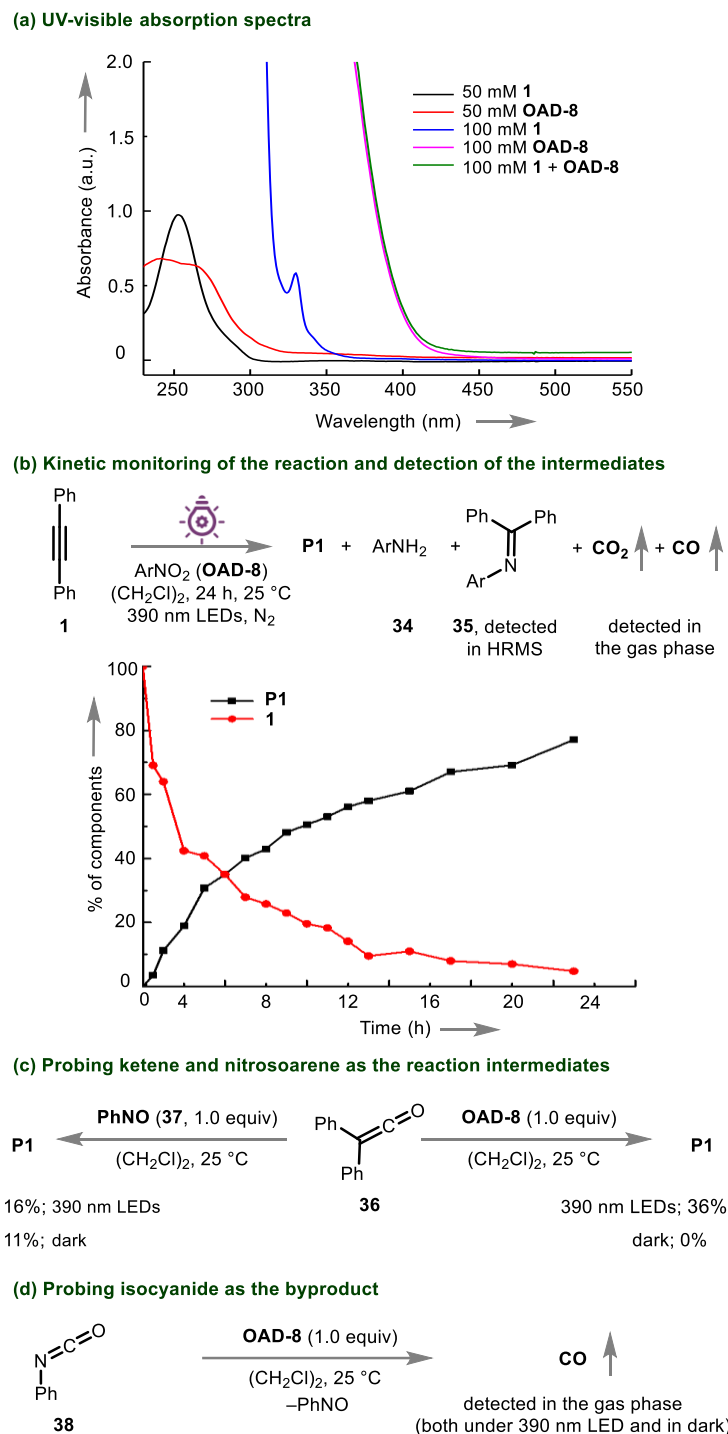 (a) UV-visible absorption spectra
2.0
1.5
1.0
0.5
0
Absorbance (a.u.)
50 mM 1
50 mM OAD-8
100 mM 1
100 mM OAD-8
100 mM 1 + OAD-8
250 300 350 400 450 500 550
Wavelength (nm)
(b) Kinetic monitoring of the reaction and detection of the intermediates
Ph
Ph
1
ArNO2 (OAD-8)
(CH2Cl)2, 24 h, 25 °C
390 nm LEDs, N2
P1 + ArNH2 + + CO2 + CO
Ph Ph
N
Ar
34
35, detected
in HRMS
detected in
the gas phase
100
80
60
40
20
0
% of components
P1
1
0 4 8 12 16 20 24
Time (h)
(c) Probing ketene and nitrosoarene as the reaction intermediates
P1
PhNO (37, 1.0 equiv)
(CH2Cl)2, 25 °C
Ph
C
O
Ph
36
OAD-8 (1.0 equiv)
(CH2Cl)2, 25 °C
P1
16%; 390 nm LEDs
11%; dark
390 nm LEDs; 36%
dark; 0%
(d) Probing isocyanide as the byproduct
O
C
N
Ph
38
OAD-8 (1.0 equiv)
(CH2Cl)2, 25 °C
–PhNO
CO
detected in the gas phase
(both under 390 nm LED and in dark)